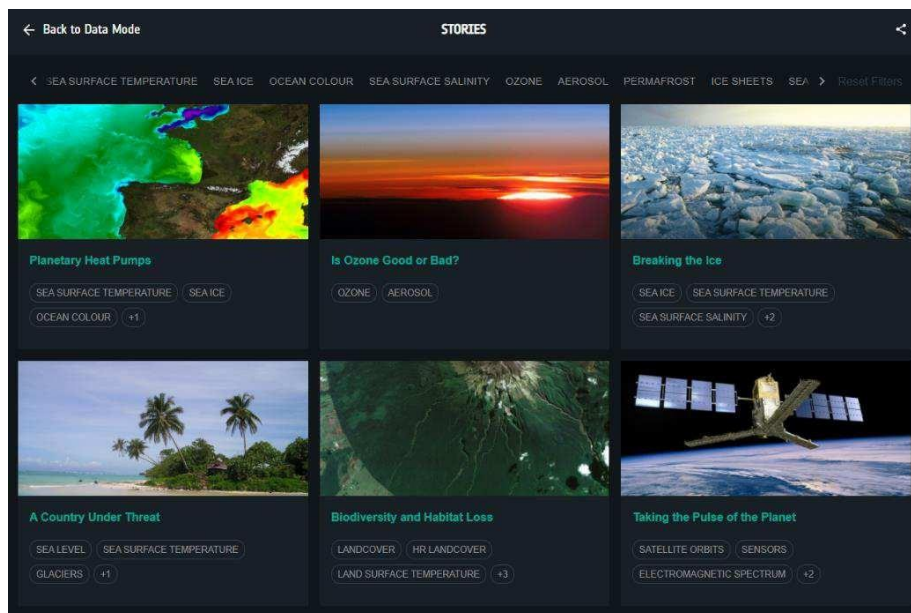 ← Back to Data Mode
STORIES
SEA SURFACE TEMPERATURE SEA ICE OCEAN COLOUR SEA SURFACE SALINITY OZONE AEROSOL PERMAFROST ICE SHEETS SEA Reset Filters
Planetary Heat Pumps
SEA SURFACE TEMPERATURE SEA ICE
OCEAN COLOUR +1
Is Ozone Good or Bad?
OZONE AEROSOL
Breaking the Ice
SEA ICE SEA SURFACE TEMPERATURE
SEA SURFACE SALINITY +2
A Country Under Threat
SEA LEVEL SEA SURFACE TEMPERATURE
GLACIERS +1
Biodiversity and Habitat Loss
LANDCOVER HR LANDCOVER
LAND SURFACE TEMPERATURE +3
Taking the Pulse of the Planet
SATELLITE ORBITS SENSORS
ELECTROMAGNETIC SPECTRUM +2